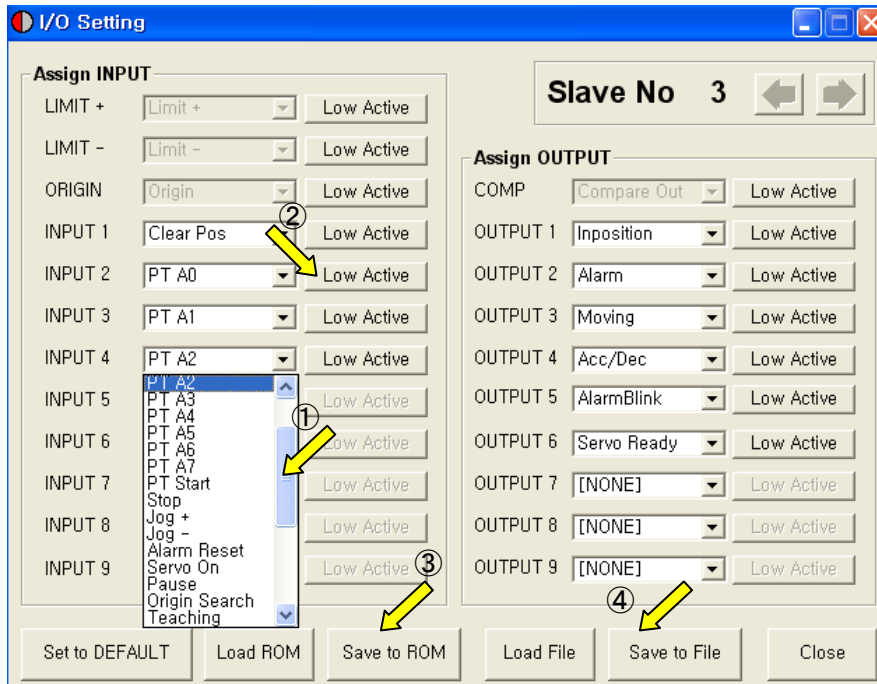 I/O Setting
Assign INPUT
LIMIT + Limit + Low Active
LIMIT - Limit - Low Active
ORIGIN Origin Low Active
②
INPUT 1 Clear Pos Low Active
INPUT 2 PT A0 Low Active
INPUT 3 PT A1 Low Active
INPUT 4 PT A2 Low Active
PT A2
PT A3
PT A4
PT A5
PT A6
PT A7
PT Start
Stop
Jog +
Jog -
Alarm Reset
Servo On
Pause
Origin Search
Teaching
①
INPUT 5 Low Active
INPUT 6 Low Active
INPUT 7 Low Active
INPUT 8 Low Active
INPUT 9 Low Active
③
Slave No 3
Assign OUTPUT
COMP Compare Out Low Active
OUTPUT 1 Inposition Low Active
OUTPUT 2 Alarm Low Active
OUTPUT 3 Moving Low Active
OUTPUT 4 Acc/Dec Low Active
OUTPUT 5 AlarmBlink Low Active
OUTPUT 6 Servo Ready Low Active
OUTPUT 7 [NONE] Low Active
OUTPUT 8 [NONE] Low Active
OUTPUT 9 [NONE] Low Active
④
Set to DEFAULT Load ROM Save to ROM Load File Save to File Close